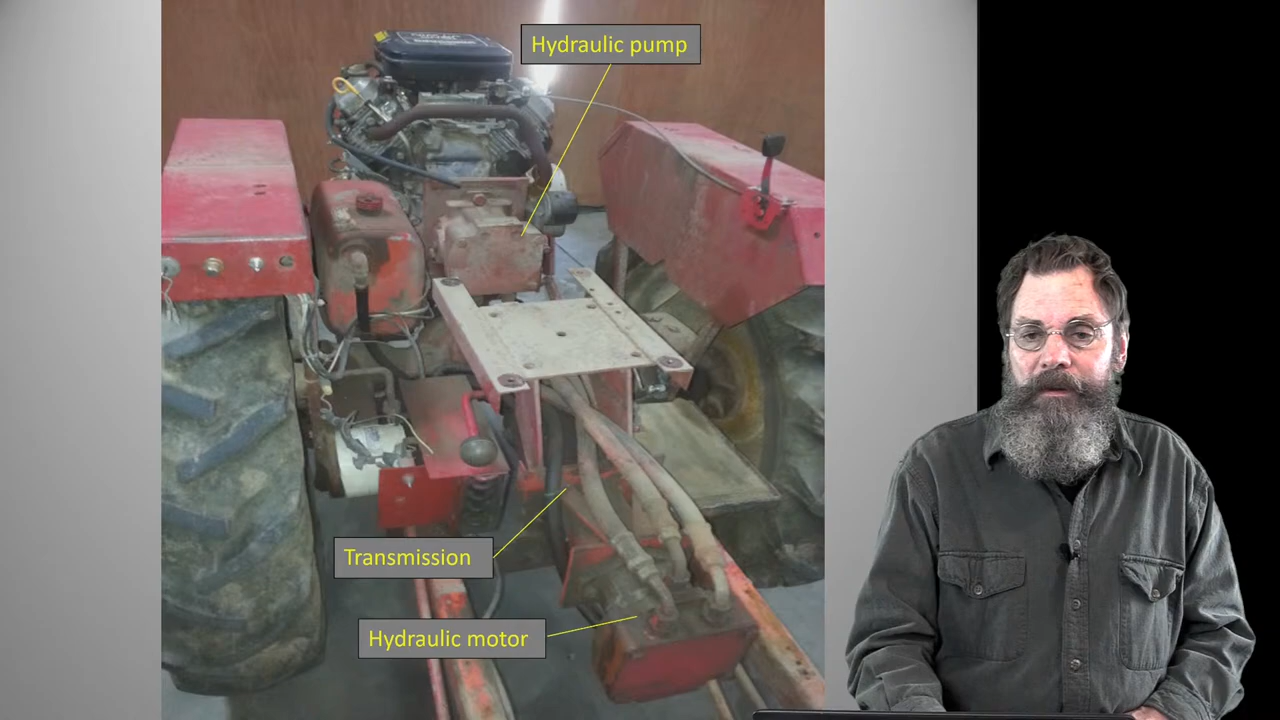 Hydraulic pump
Transmission
Hydraulic motor